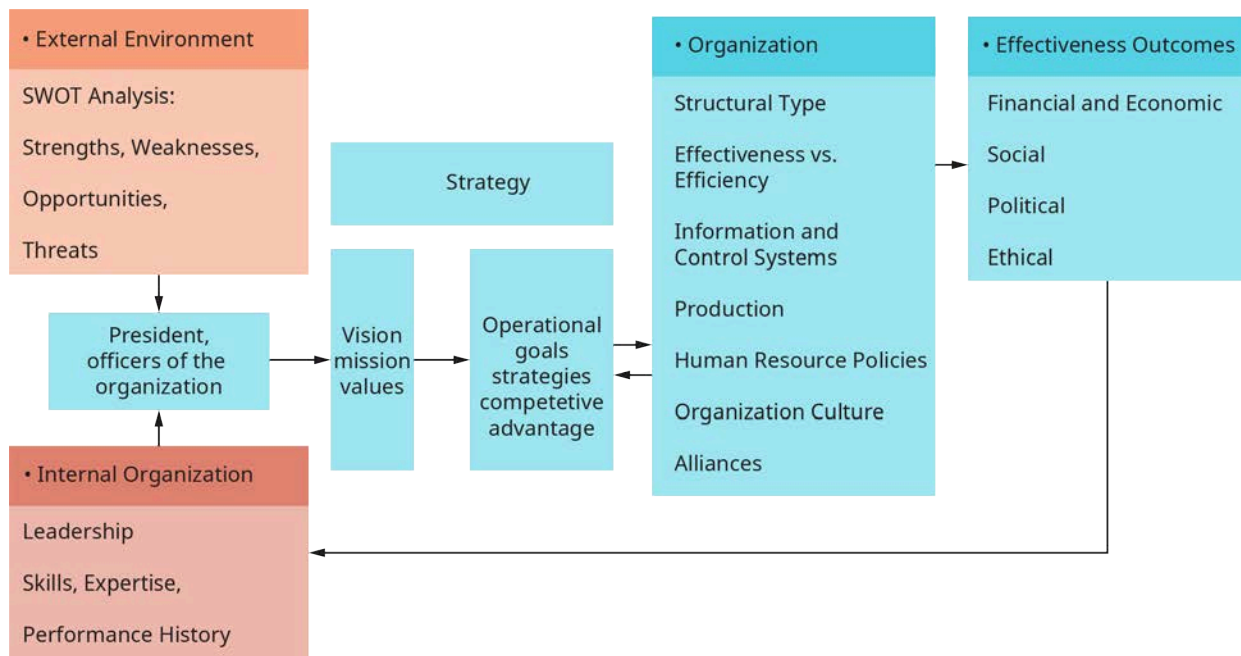 • External Environment
SWOT Analysis:
Strengths, Weaknesses,
Opportunities,
Threats
President,
officers of the
organization
• Internal Organization
Leadership
Skills, Expertise,
Performance History
Strategy
Vision
mission
values
Operational
goals
strategies
competetive
advantage
• Organization
Structural Type
Effectiveness vs.
Efficiency
Information and
Control Systems
Production
Human Resource Policies
Organization Culture
Alliances
• Effectiveness Outcomes
Financial and Economic
Social
Political
Ethical